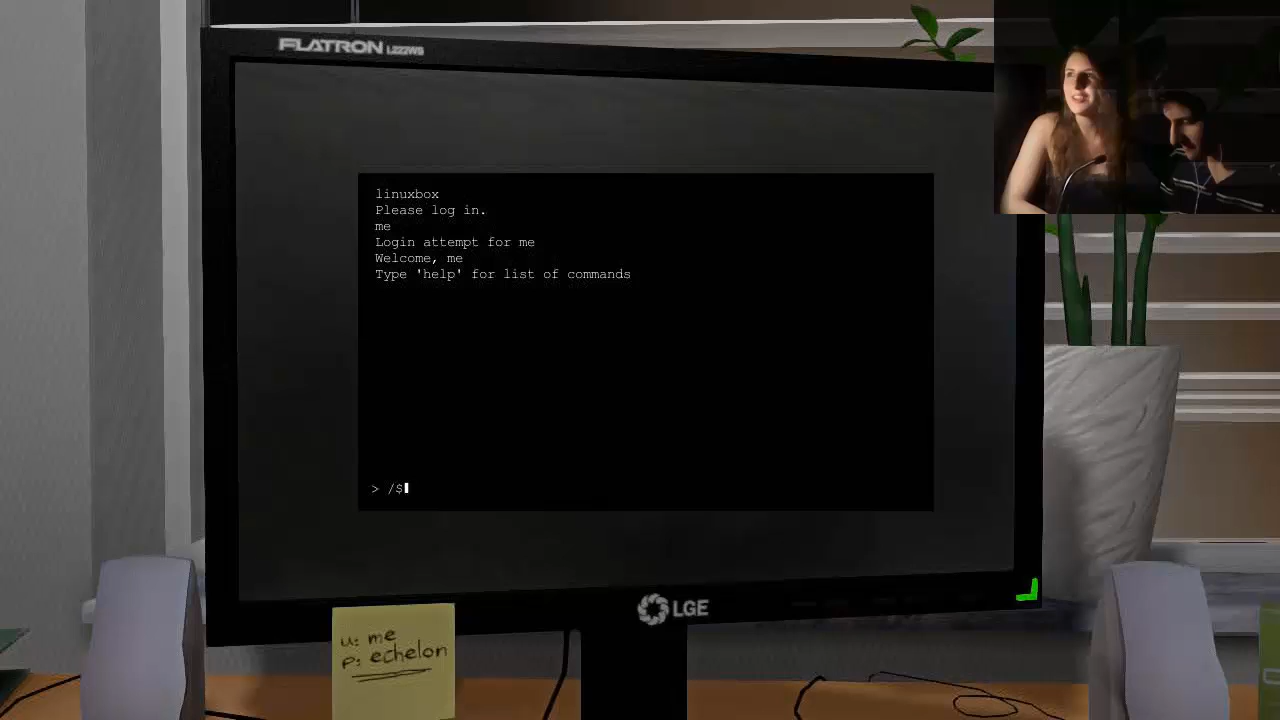 FLATRON L222WS
linuxbox
Please log in.
me
Login attempt for me
Welcome, me
Type 'help' for list of commands
> /$
LGE
u: me
p: echelon